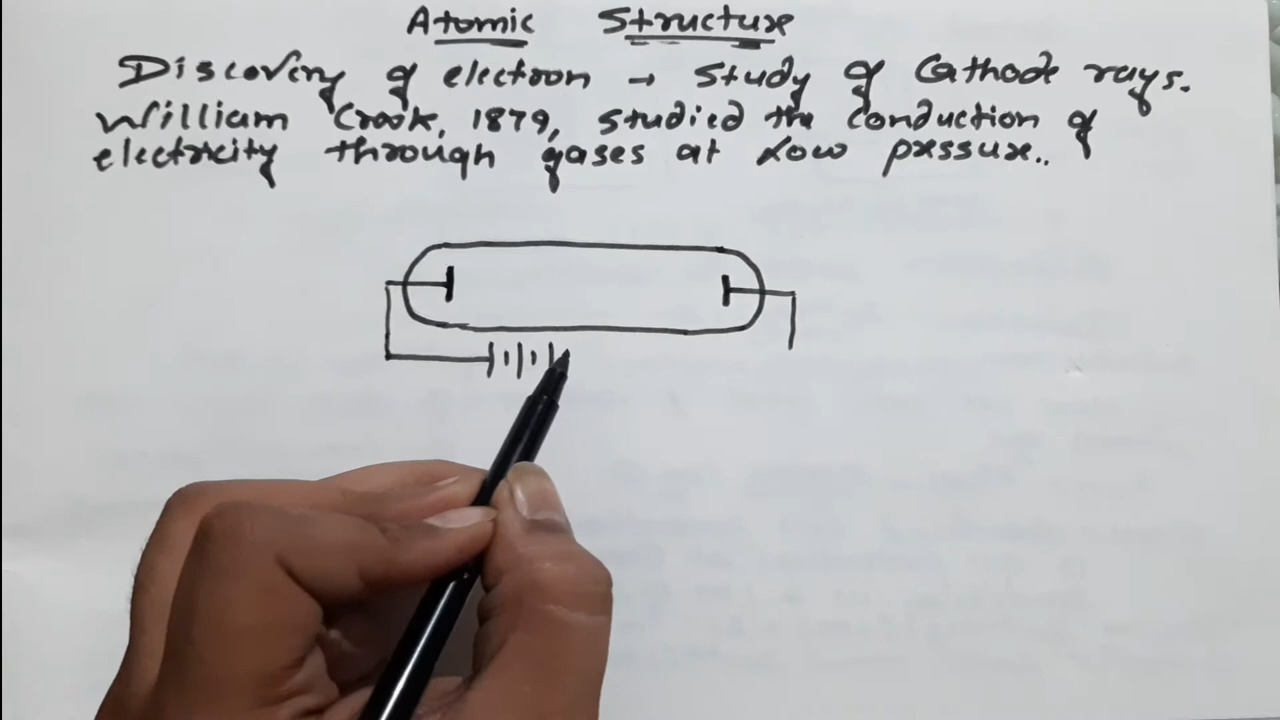 Atomic Structure
Discovery of electron → Study of Cathode rays.
William Crook, 1879, studied the conduction of
electricity through gases at Low pressure..